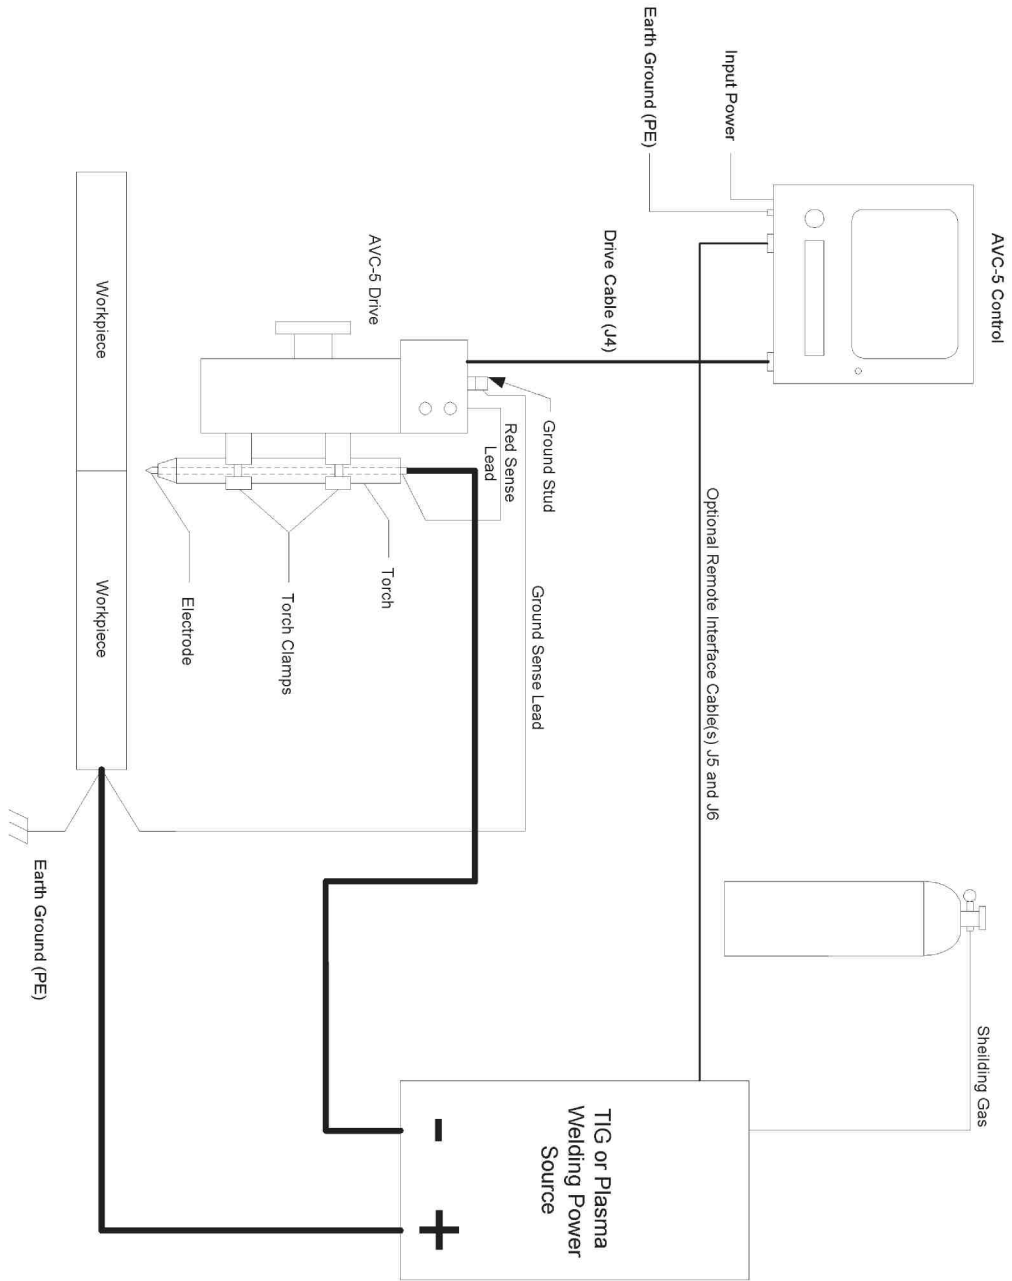 AVC-5 Control
Input Power
Earth Ground (PE)
Drive Cable (J4)
Optional Remote Interface Cable(s) J5 and J6
Sheilding Gas
AVC-5 Drive
Ground Stud
Red Sense
Lead
Ground Sense Lead
Torch
Torch Clamps
Electrode
TIG or Plasma
Welding Power
Source
-
+
Workpiece
Workpiece
Earth Ground (PE)